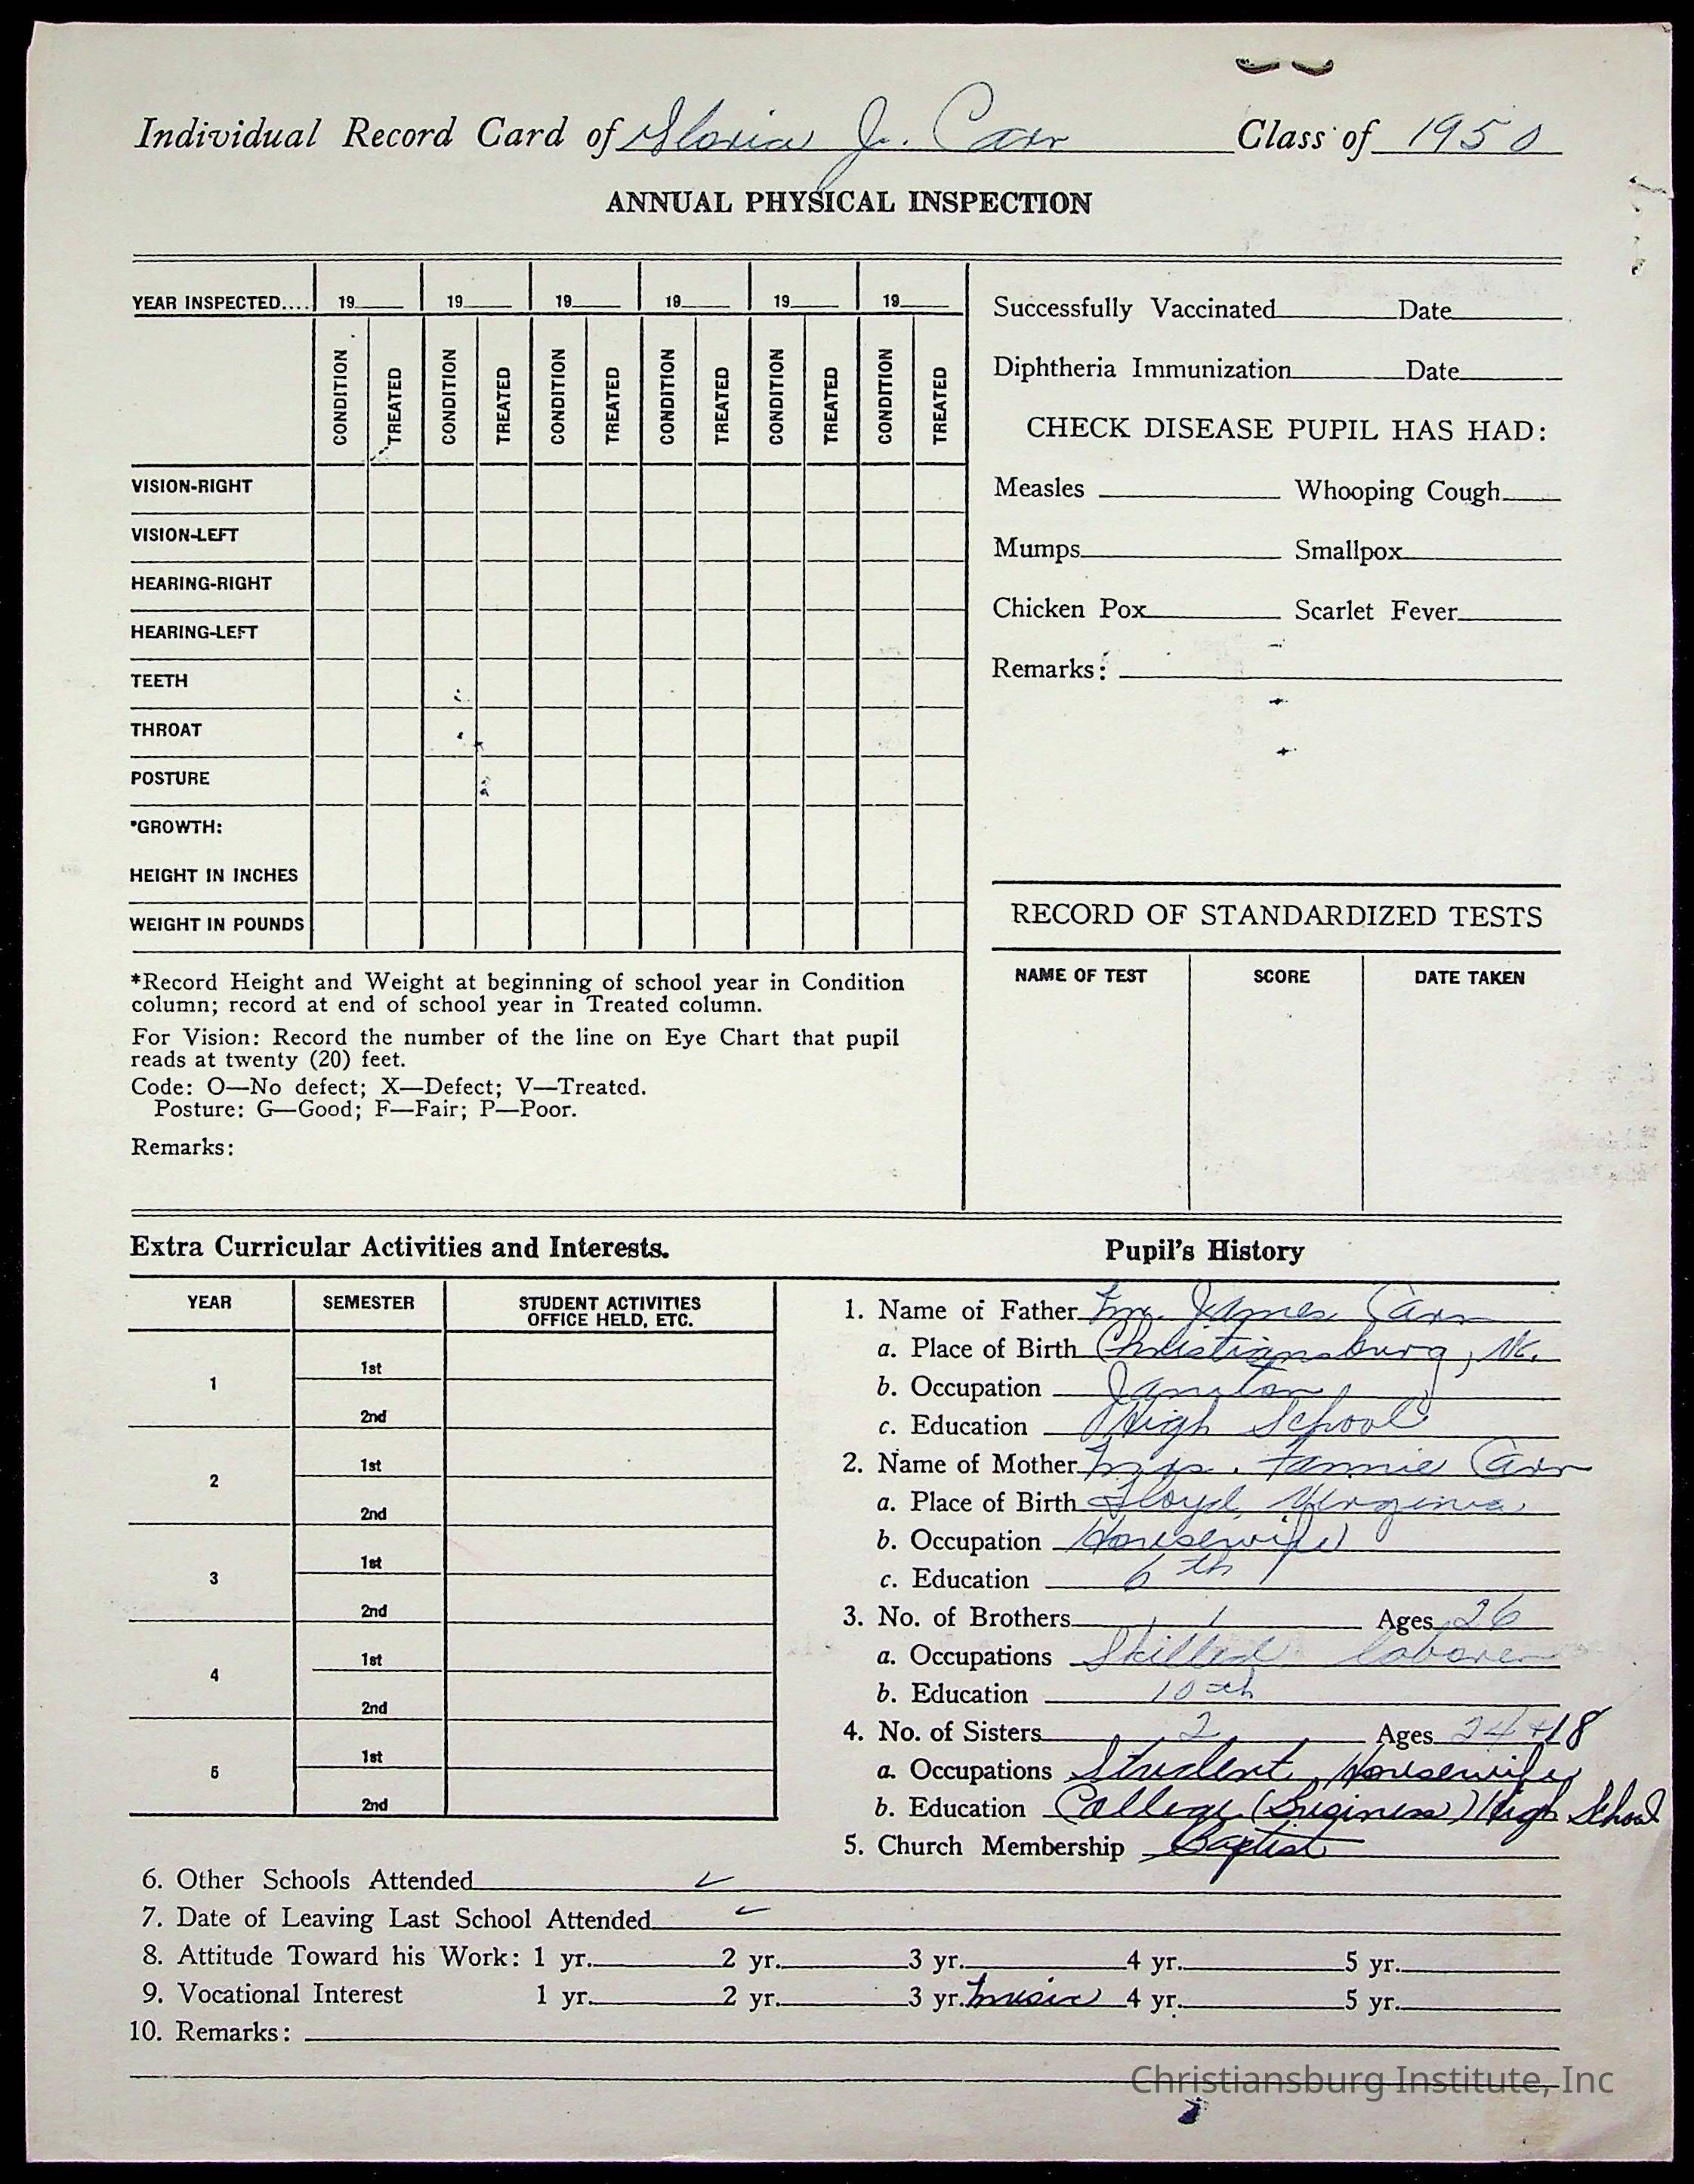 Individual Record Card of Gloria J. Carr Class of 1950
ANNUAL PHYSICAL INSPECTION
YEAR INSPECTED.... 19 19 19 19 19 19
CONDITION TREATED CONDITION TREATED CONDITION TREATED CONDITION TREATED CONDITION TREATED CONDITION TREATED
VISION-RIGHT
VISION-LEFT
HEARING-RIGHT
HEARING-LEFT
TEETH
THROAT
POSTURE
*GROWTH:
HEIGHT IN INCHES
WEIGHT IN POUNDS
*Record Height and Weight at beginning of school year in Condition
column; record at end of school year in Treated column.
For Vision: Record the number of the line on Eye Chart that pupil
reads at twenty (20) feet.
Code: O—No defect; X—Defect; V—Treated.
Posture: G—Good; F—Fair; P—Poor.
Remarks:
Successfully Vaccinated Date
Diphtheria Immunization Date
CHECK DISEASE PUPIL HAS HAD:
Measles Whooping Cough
Mumps Smallpox
Chicken Pox Scarlet Fever
Remarks:
RECORD OF STANDARDIZED TESTS
NAME OF TEST SCORE DATE TAKEN
Extra Curricular Activities and Interests.
YEAR SEMESTER STUDENT ACTIVITIES
OFFICE HELD, ETC.
1st
1
2nd
1st
2
2nd
1st
3
2nd
1st
4
2nd
1st
5
2nd
Pupil's History
1. Name of Father Mr. James Carr
a. Place of Birth Christiansburg, Va.
b. Occupation Janitor
c. Education High School
2. Name of Mother Mrs. Fannie Carr
a. Place of Birth Floyd, Virginia
b. Occupation Housewife
c. Education 6th
3. No. of Brothers 1 Ages 26
a. Occupations Skilled laborer
b. Education 10th
4. No. of Sisters 2 Ages 24 + 18
a. Occupations Student, Housewife
b. Education College (Business) High School
5. Church Membership Baptist
6. Other Schools Attended ✓
7. Date of Leaving Last School Attended ✓
8. Attitude Toward his Work: 1 yr. 2 yr. 3 yr. 4 yr. 5 yr.
9. Vocational Interest 1 yr. 2 yr. 3 yr. Music 4 yr. 5 yr.
10. Remarks:
Christiansburg Institute, Inc